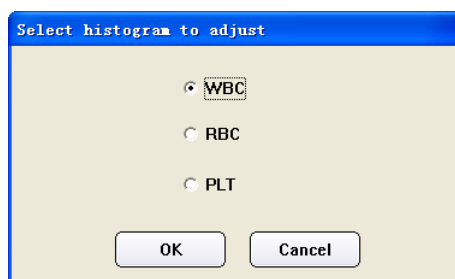 Select histogram to adjust
WBC
RBC
PLT
OK Cancel